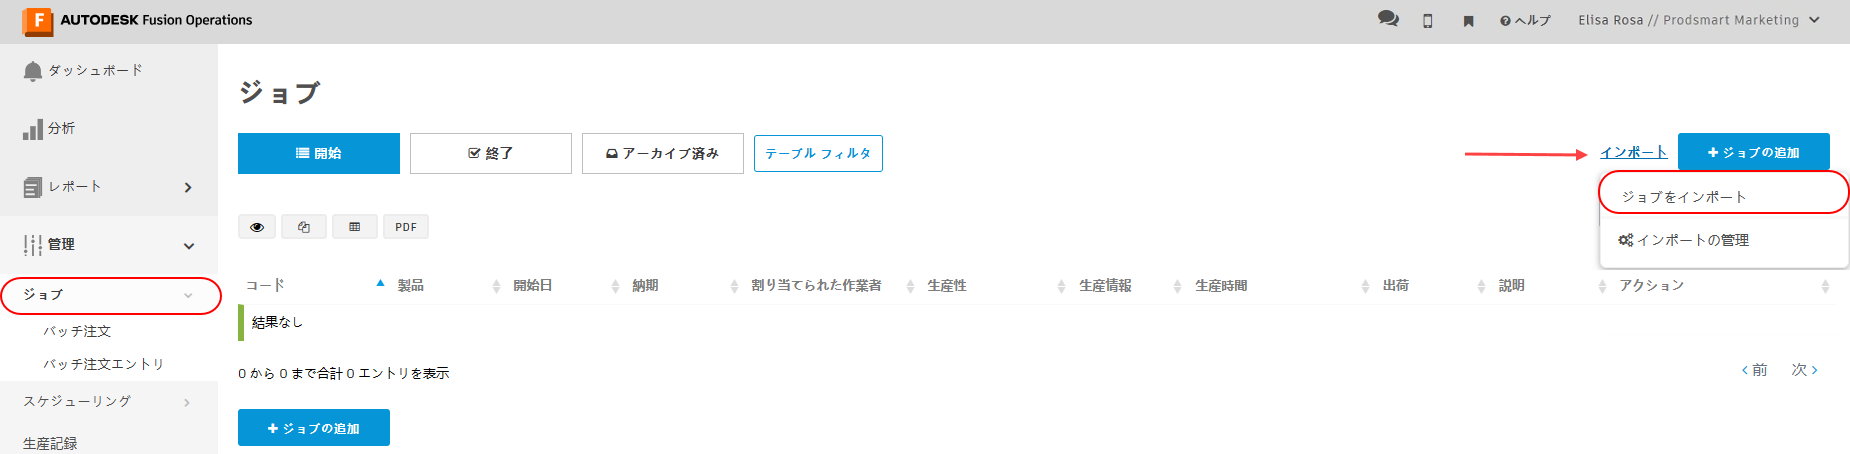 AUTODESK Fusion Operations
ヘルプ
Elisa Rosa // Prodsmart Marketing
ダッシュボード
分析
レポート
管理
ジョブ
バッチ注文
バッチ注文エントリ
スケジューリング
生産記録
ジョブ
開始
終了
アーカイブ済み
テーブル フィルタ
インポート
+ ジョブの追加
ジョブをインポート
インポートの管理
PDF
コード 製品 開始日 納期 割り当てられた作業者 生産性 生産情報 生産時間 出荷 説明 アクション
結果なし
0 から 0 まで合計 0 エントリを表示
‹ 前 次 ›
+ ジョブの追加